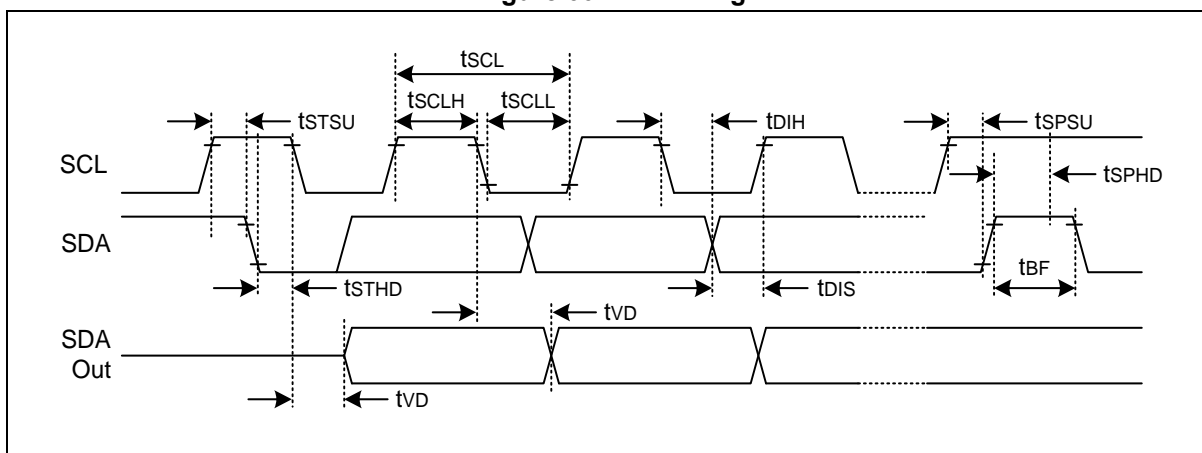 tSCL
tSCLH tSCLL
tSTSU tDIH tSPSU
SCL
tSPHD
SDA
tBF
tSTHD tDIS
tVD
SDA
Out
tVD